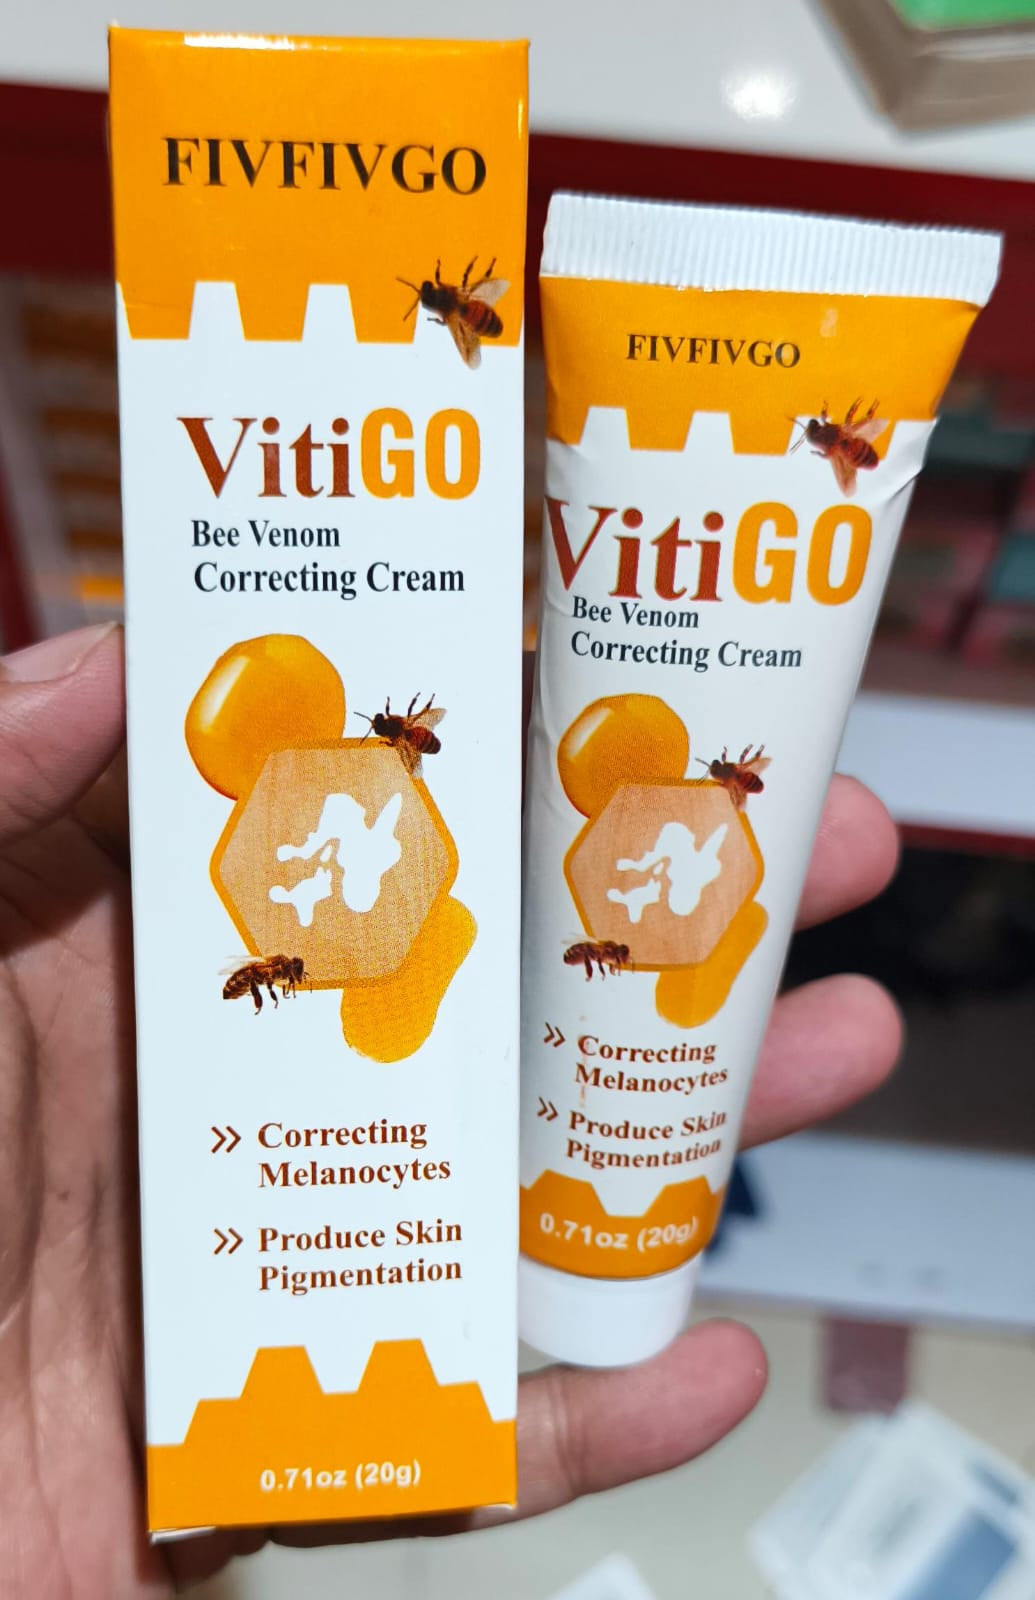 FIVFIVGO
VitiGO
Bee Venom
Correcting Cream
>> Correcting
Melanocytes
>> Produce Skin
Pigmentation
0.71oz (20g)
FIVFIVGO
VitiGO
Bee Venom
Correcting Cream
>> Correcting
Melanocytes
>> Produce Skin
Pigmentation
0.71oz (20g)